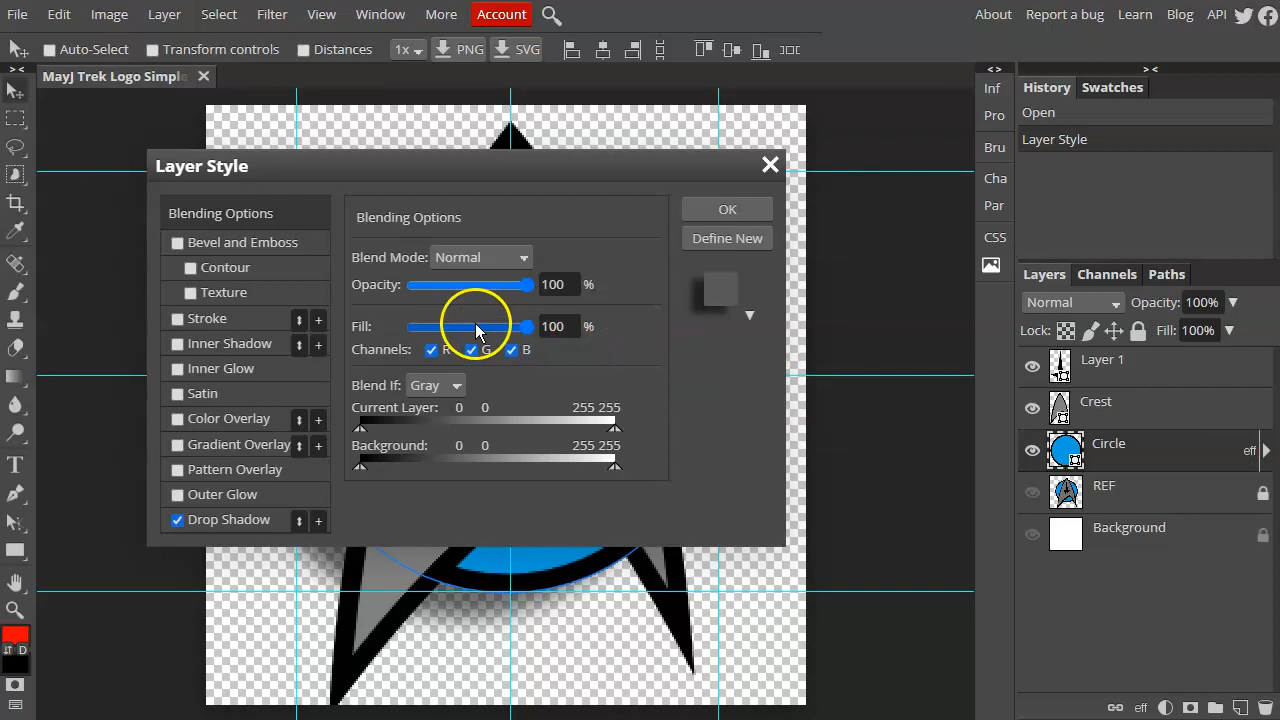 File Edit Image Layer Select Filter View Window More Account About Report a bug Learn Blog API
Auto-Select Transform controls Distances 1x PNG SVG
> < < > > <
MayJ Trek Logo Simple
Inf
Pro
Bru
Cha
Par
CSS
History Swatches
Open
Layer Style
Layer Style
Blending Options
Bevel and Emboss
Contour
Texture
Stroke +
Inner Shadow +
Inner Glow
Satin
Color Overlay +
Gradient Overlay +
Pattern Overlay
Outer Glow
Drop Shadow +
Blending Options
Blend Mode: Normal
Opacity: 100 %
Fill: 100 %
Channels: R G B
Blend If: Gray
Current Layer: 0 0 255 255
Background: 0 0 255 255
OK
Define New
Layers Channels Paths
Normal Opacity: 100%
Lock: Fill: 100%
Layer 1
Crest
Circle eff
REF
Background
T
D
eff